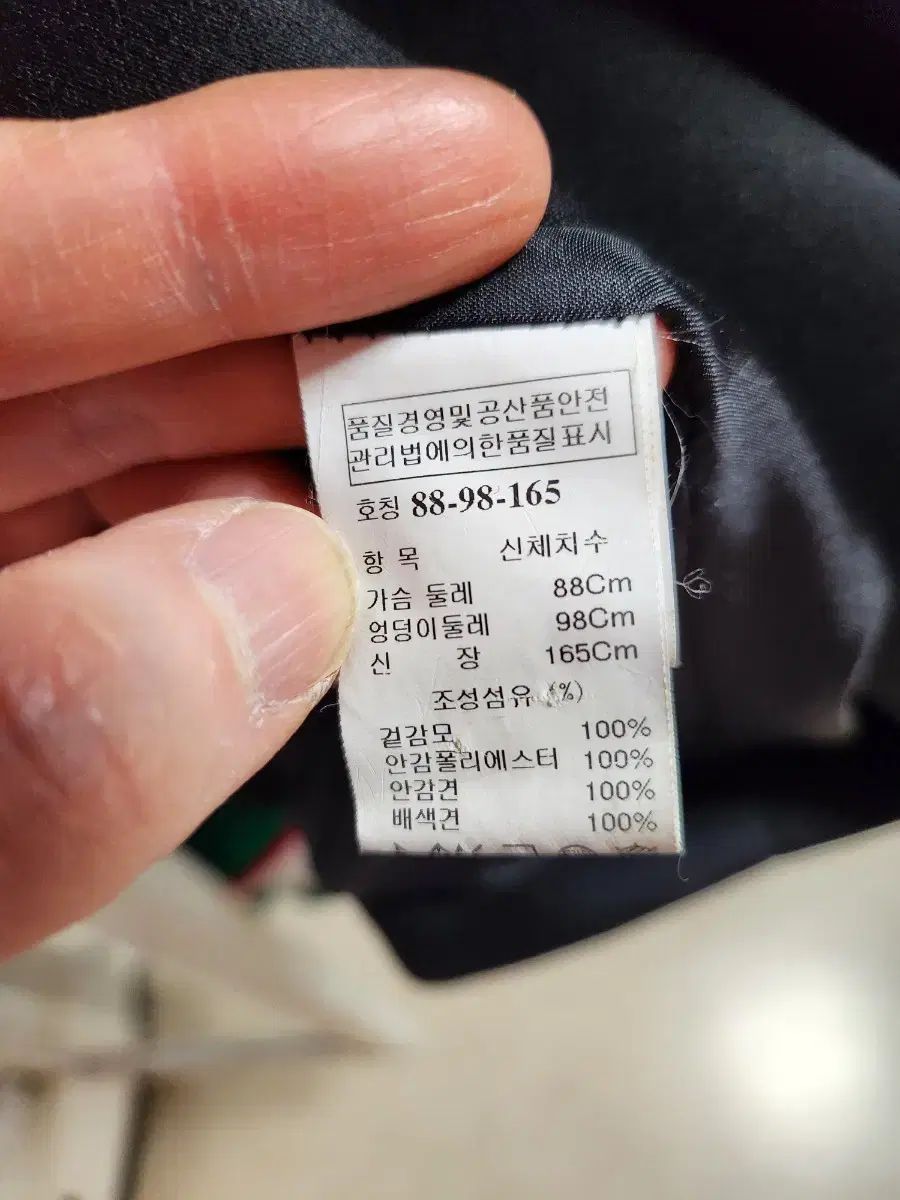 품질경영및공산품안전
관리법에의한품질표시
호칭 88-98-165
항 목 신체치수
가슴 둘레 88Cm
엉덩이둘레 98Cm
신 장 165Cm
조성섬유 (%)
겉감모 100%
안감폴리에스터 100%
안감견 100%
배색견 100%